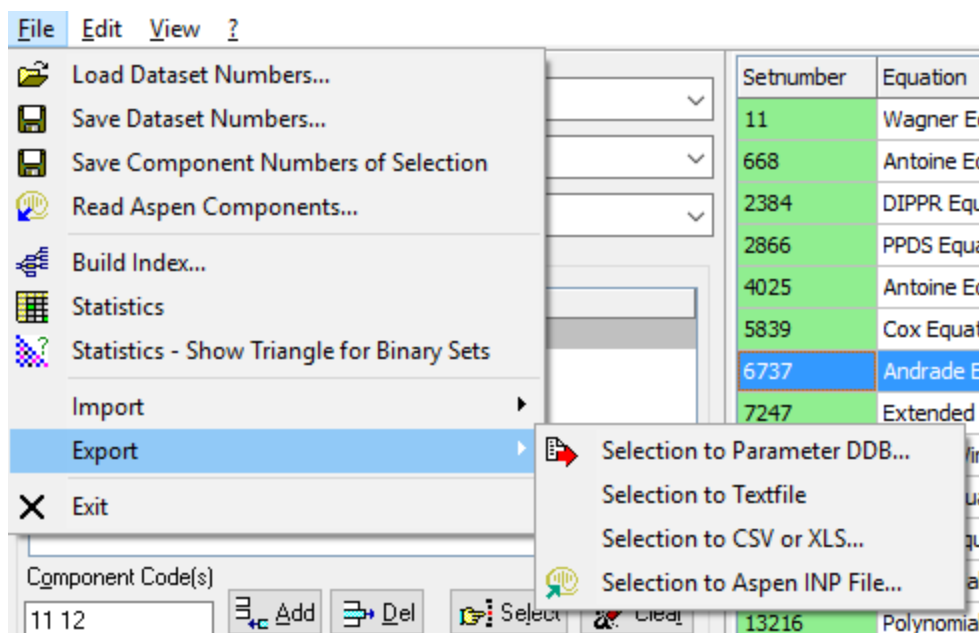 File Edit View ?
Load Dataset Numbers...
Save Dataset Numbers...
Save Component Numbers of Selection
Read Aspen Components...
Build Index...
Statistics
Statistics - Show Triangle for Binary Sets
Import
Export
Exit
Selection to Parameter DDB...
Selection to Textfile
Selection to CSV or XLS...
Selection to Aspen INP File...
Setnumber Equation
11 Wagner
668 Antoine
2384 DIPPR
2866 PPDS
4025 Antoine
5839 Cox
6737 Andrade
7247 Extended
13216
Component Code(s)
11 12 Add Del Select Clear